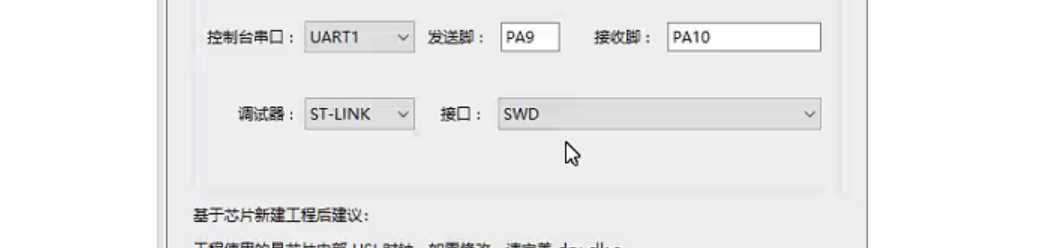 控制台串口： UART1 发送脚： PA9 接收脚： PA10
调试器： ST-LINK 接口： SWD
基于芯片新建工程后建议：